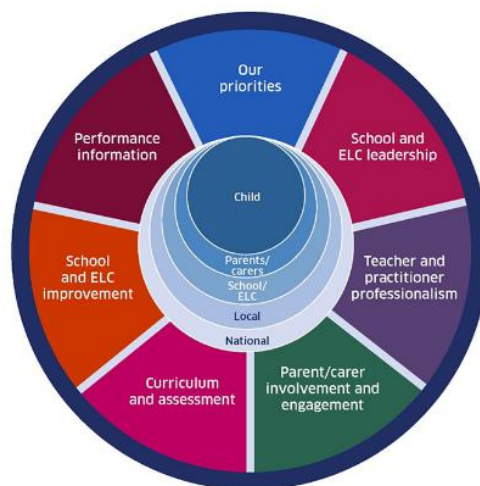 Our
priorities
School and
ELC leadership
Teacher and
practitioner
professionalism
Parent/carer
involvement and
engagement
Curriculum
and assessment
School
and ELC
improvement
Performance
information
Child
Parents/
carers
School/
ELC
Local
National